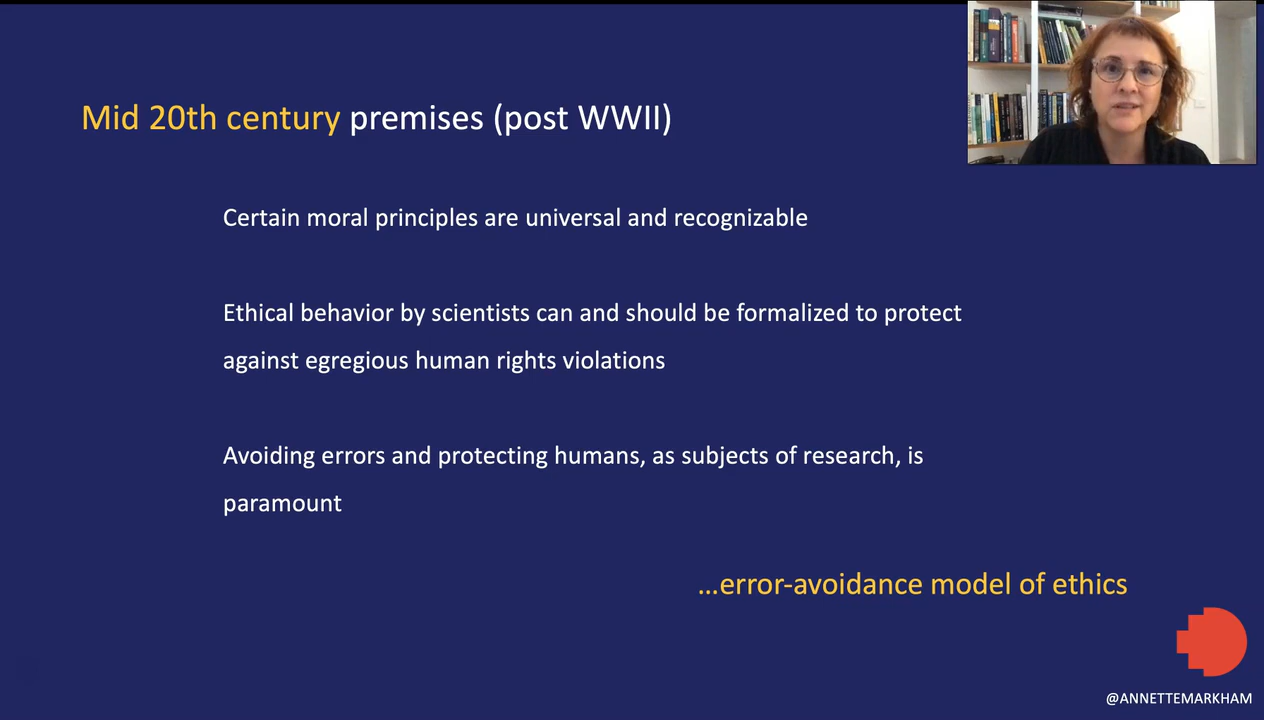 Mid 20th century premises (post WWII)
Certain moral principles are universal and recognizable
Ethical behavior by scientists can and should be formalized to protect
against egregious human rights violations
Avoiding errors and protecting humans, as subjects of research, is
paramount
…error-avoidance model of ethics
@ANNETTEMARKHAM